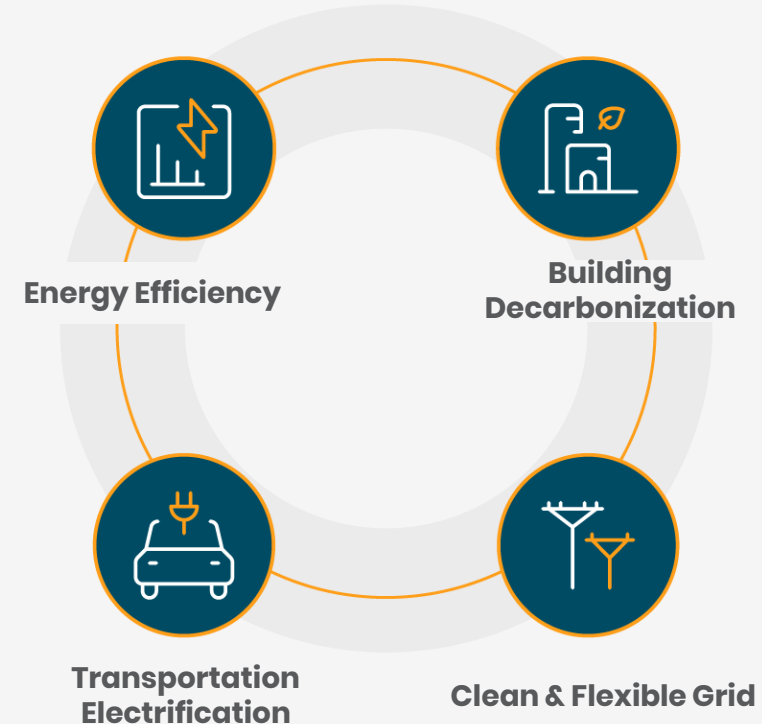 Energy Efficiency
Building
Decarbonization
Transportation
Electrification
Clean & Flexible Grid